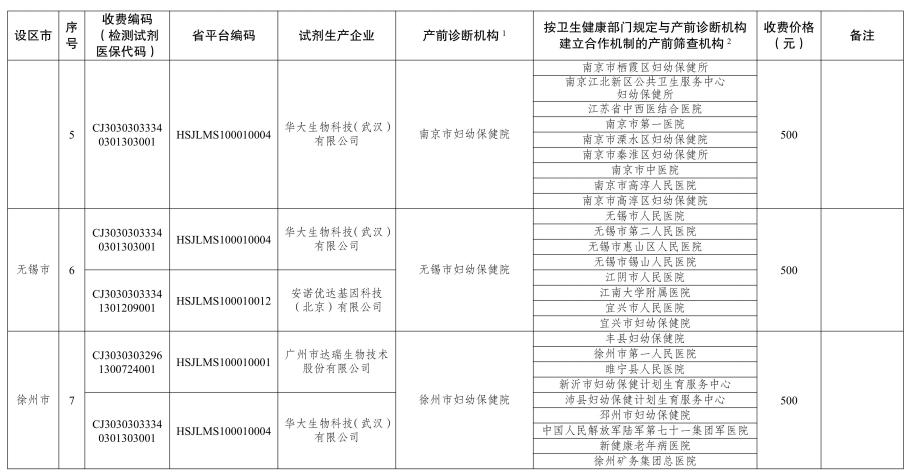 设区市
序
号
收费编码
（检测试剂
医保代码）
省平台编码
试剂生产企业
产前诊断机构1
按卫生健康部门规定与产前诊断机构
建立合作机制的产前筛查机构2
收费价格
（元）
备注
5
CJ3030303334
0301303001
HSJLMS100010004
华大生物科技（武汉）
有限公司
南京市妇幼保健院
南京市栖霞区妇幼保健所
南京江北新区公共卫生服务中心
妇幼保健所
江苏省中西医结合医院
南京市第一医院
南京市溧水区妇幼保健院
南京市秦淮区妇幼保健所
南京市中医院
南京市高淳人民医院
南京市高淳区妇幼保健院
500
无锡市
6
CJ3030303334
0301303001
HSJLMS100010004
华大生物科技（武汉）
有限公司
CJ3030303334
1301209001
HSJLMS100010012
安诺优达基因科技
（北京）有限公司
无锡市妇幼保健院
无锡市人民医院
无锡市第二人民医院
无锡市惠山区人民医院
无锡市锡山人民医院
江阴市人民医院
江南大学附属医院
宜兴市人民医院
宜兴市妇幼保健院
500
徐州市
7
CJ3030303296
1300724001
HSJLMS100010001
广州市达瑞生物技术
股份有限公司
CJ3030303334
0301303001
HSJLMS100010004
华大生物科技（武汉）
有限公司
徐州市妇幼保健院
丰县妇幼保健院
徐州市第一人民医院
睢宁县人民医院
新沂市妇幼保健计划生育服务中心
沛县妇幼保健计划生育服务中心
邳州市妇幼保健院
中国人民解放军陆军第七十一集团军医院
新健康老年病医院
徐州矿务集团总医院
500